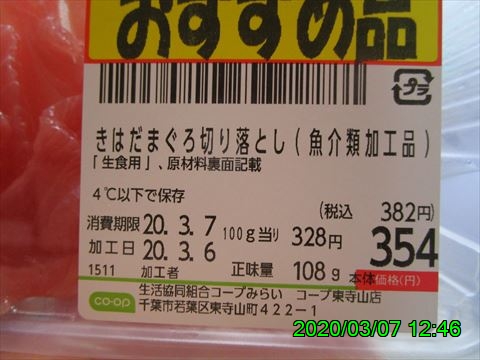 おすすめ品
プラ
きはだまぐろ切り落とし(魚介類加工品)
「生食用」、原材料裏面記載
4℃以下で保存
(税込 382円)
消費期限 20. 3. 7 100g当り 328円 354
加工日 20. 3. 6
1511 加工者 正味量 108g 本体価格(円)
co-op 生活協同組合コープみらい コープ東寺山店
千葉市若葉区東寺山町422-1
2020/03/07 12:46